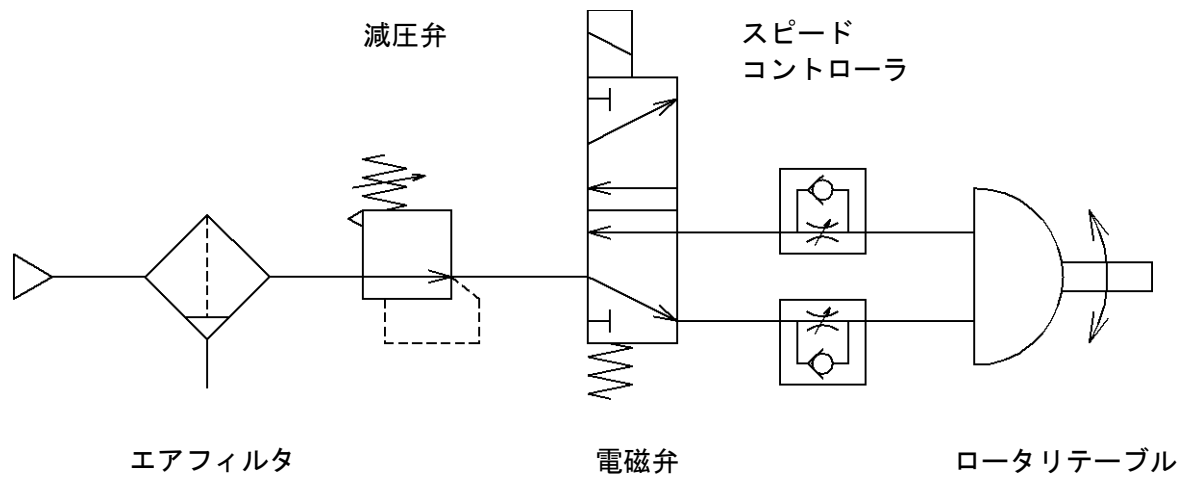 減圧弁
スピード
コントローラ
エアフィルタ
電磁弁
ロータリテーブル